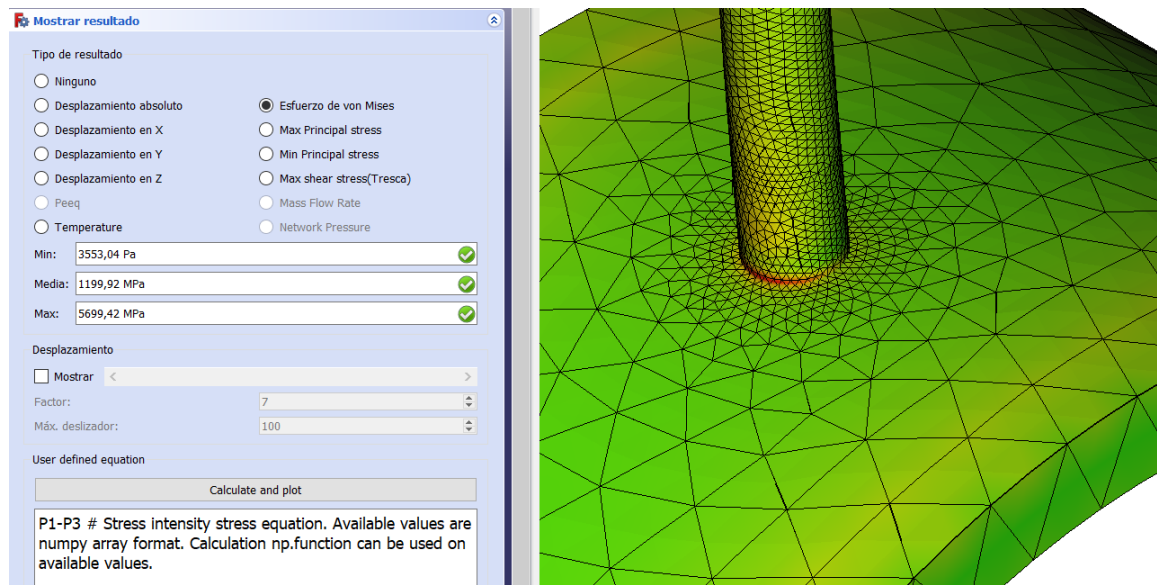 Mostrar resultado
Tipo de resultado
Ninguno
Desplazamiento absoluto
Esfuerzo de von Mises
Desplazamiento en X
Max Principal stress
Desplazamiento en Y
Min Principal stress
Desplazamiento en Z
Max shear stress(Tresca)
Peeq
Mass Flow Rate
Temperature
Network Pressure
Min: 3553,04 Pa
Media: 1199,92 MPa
Max: 5699,42 MPa
Desplazamiento
Mostrar
Factor: 7
Máx. deslizador: 100
User defined equation
Calculate and plot
P1-P3 # Stress intensity stress equation. Available values are
numpy array format. Calculation np.function can be used on
available values.